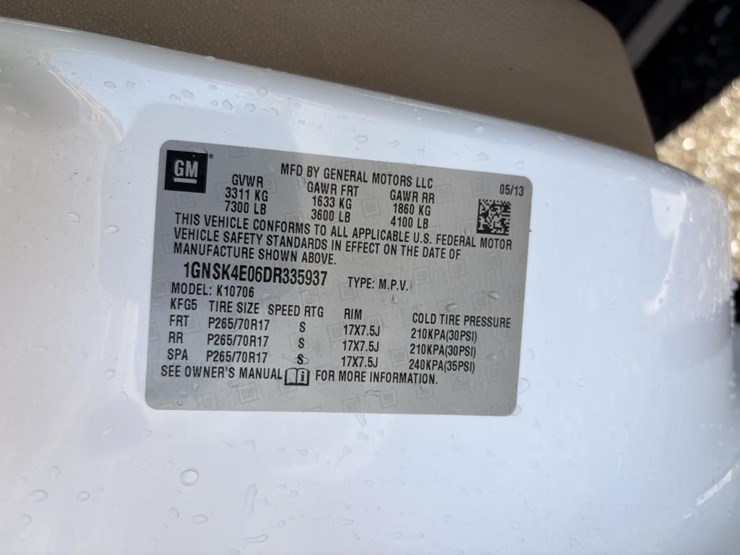 GM
MFD BY GENERAL MOTORS LLC 05/13
GVWR GAWR FRT GAWR RR
3311 KG 1633 KG 1860 KG
7300 LB 3600 LB 4100 LB
THIS VEHICLE CONFORMS TO ALL APPLICABLE U.S. FEDERAL MOTOR
VEHICLE SAFETY STANDARDS IN EFFECT ON THE DATE OF
MANUFACTURE SHOWN ABOVE.
1GNSK4E06DR335937 TYPE: M.P.V.
MODEL: K10706
KFG5 TIRE SIZE SPEED RTG RIM COLD TIRE PRESSURE
FRT P265/70R17 S 17X7.5J 210KPA(30PSI)
RR P265/70R17 S 17X7.5J 210KPA(30PSI)
SPA P265/70R17 S 17X7.5J 240KPA(35PSI)
SEE OWNER'S MANUAL i FOR MORE INFORMATION.